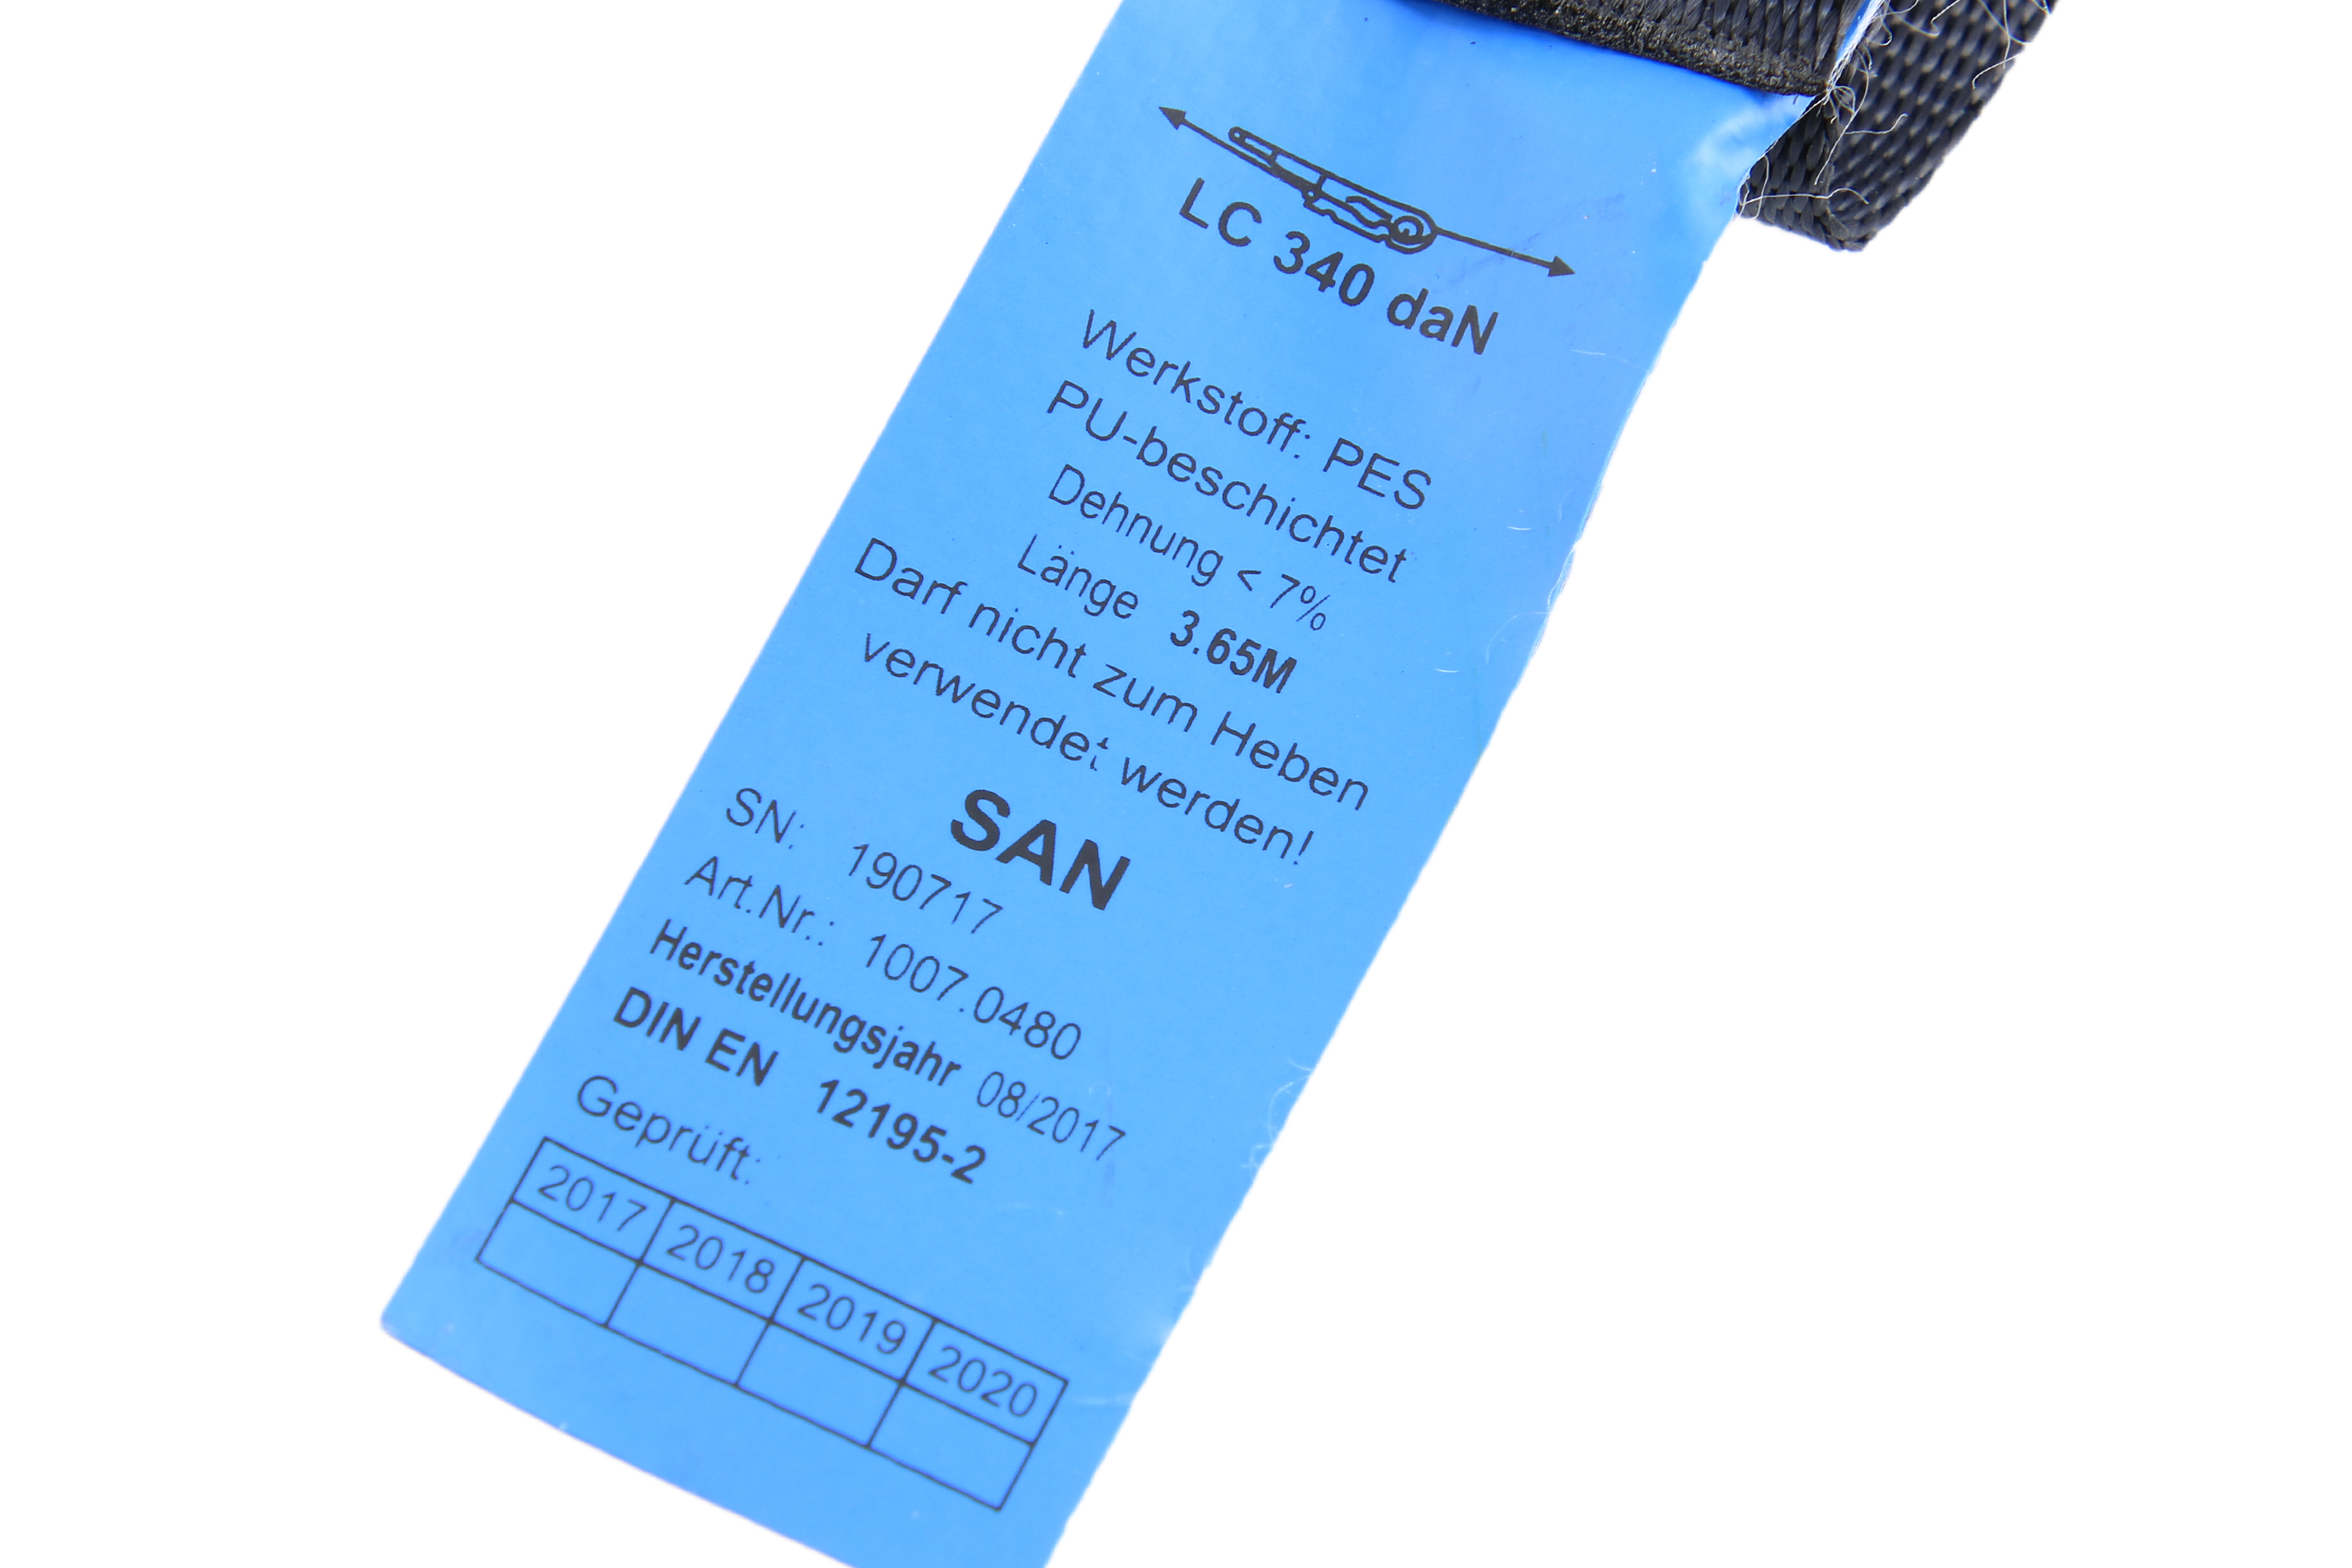 LC 340 daN
Werkstoff: PES
PU-beschichtet
Dehnung < 7%
Länge 3.65M
Darf nicht zum Heben
verwendet werden!
SAN
SN: 190717
Art.Nr.: 1007.0480
Herstellungsjahr 08/2017
DIN EN 12195-2
Geprüft:
2017 2018 2019 2020